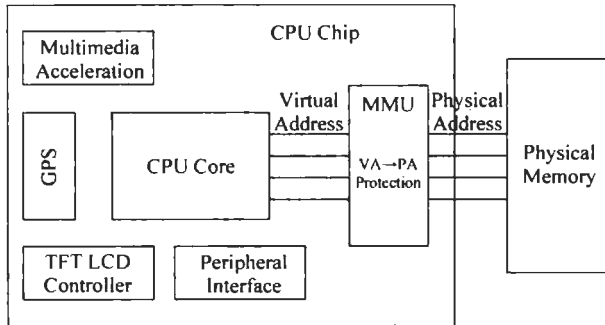 CPU Chip
Multimedia
Acceleration
GPS
CPU Core
Virtual
Address
MMU
VA→PA
Protection
Physical
Address
Physical
Memory
TFT LCD
Controller
Peripheral
Interface